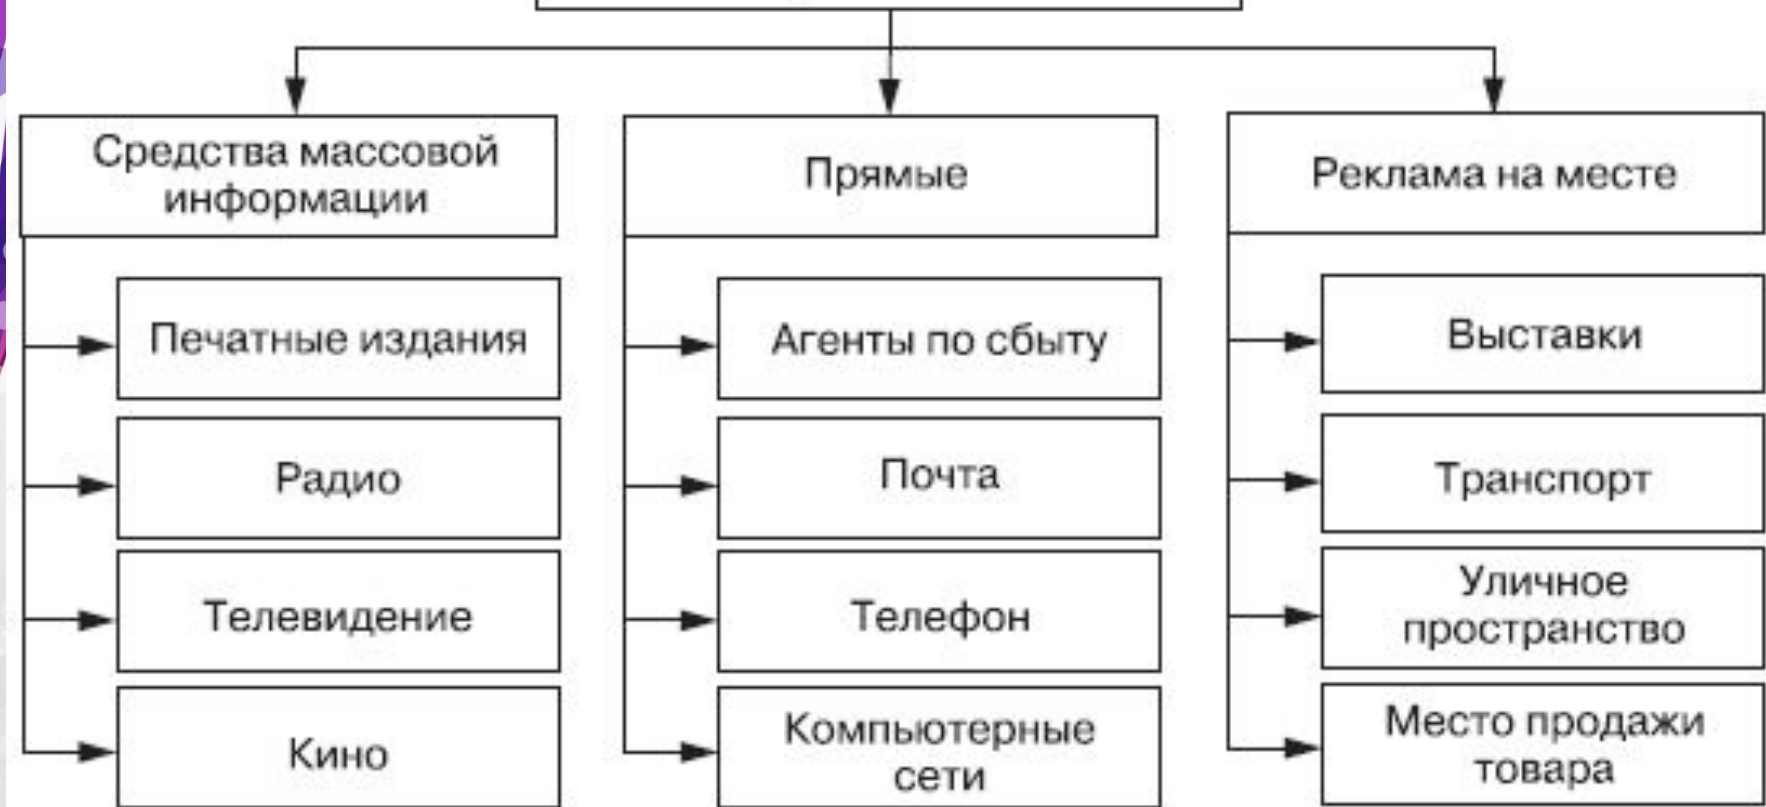 Средства массовой
информации
Печатные издания
Радио
Телевидение
Кино
Прямые
Агенты по сбыту
Почта
Телефон
Компьютерные
сети
Реклама на месте
Выставки
Транспорт
Уличное
пространство
Место продажи
товара